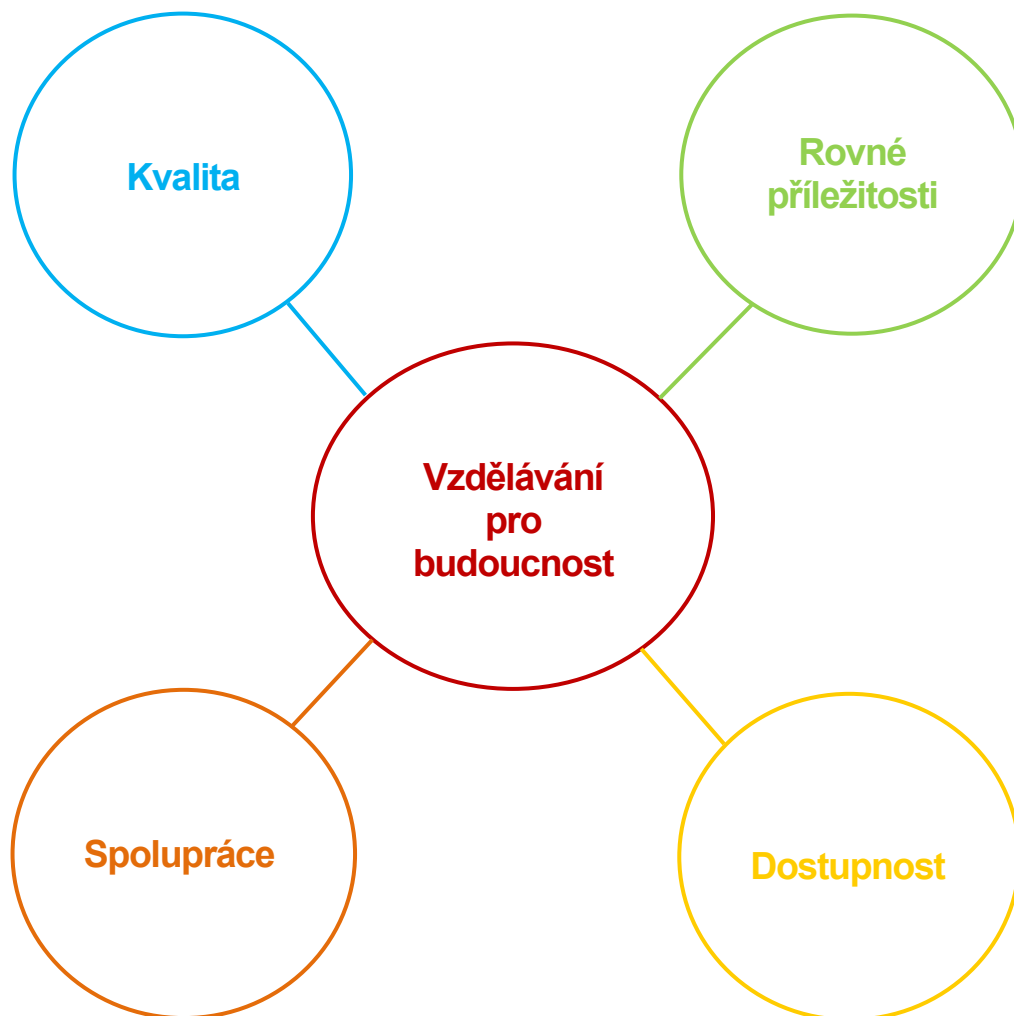 Kvalita
Rovné
příležitosti
Vzdělávání
pro
budoucnost
Spolupráce
Dostupnost